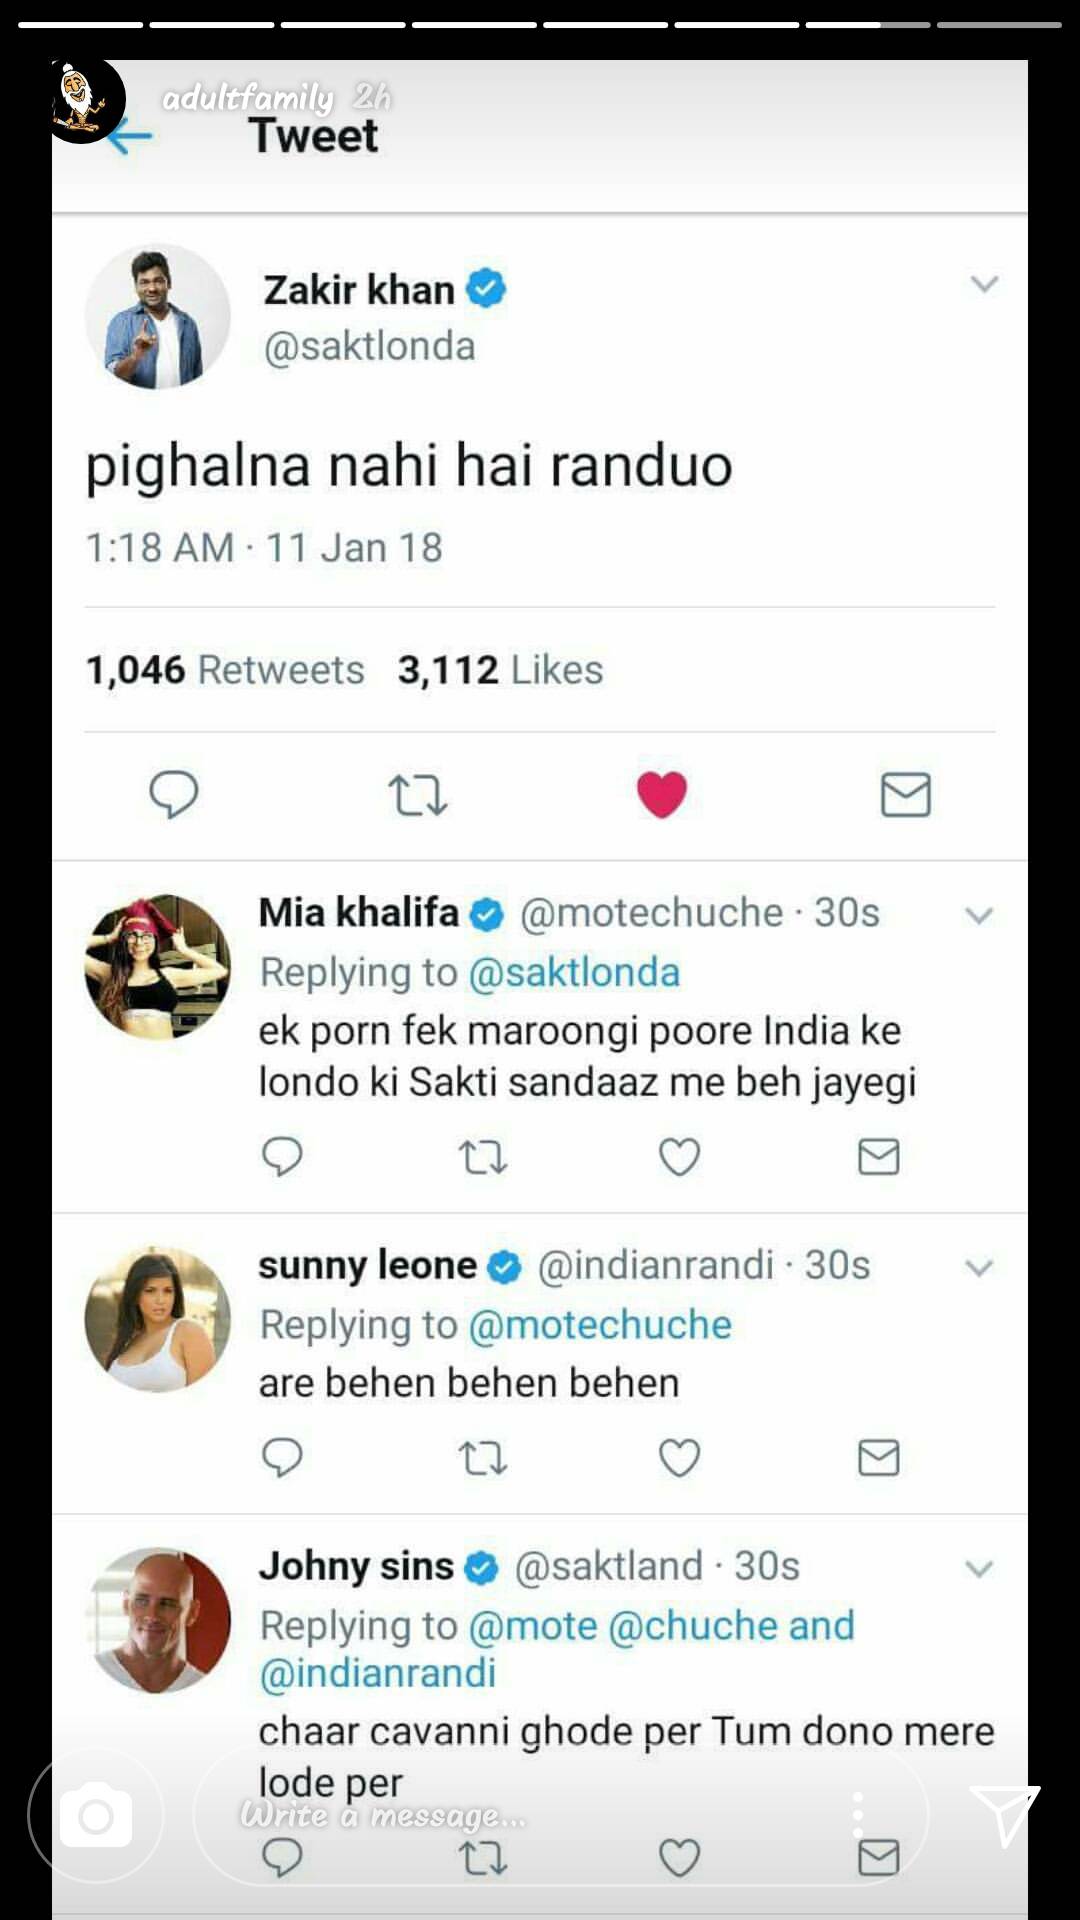 adultfamily 2h
Tweet
Zakir khan
@saktlonda
pighalna nahi hai randuo
1:18 AM · 11 Jan 18
1,046 Retweets 3,112 Likes
Mia khalifa @motechuche · 30s
Replying to @saktlonda
ek porn fek maroongi poore India ke
londo ki Sakti sandaaz me beh jayegi
sunny leone @indianrandi · 30s
Replying to @motechuche
are behen behen behen
Johny sins @saktland · 30s
Replying to @mote @chuche and
@indianrandi
chaar cavanni ghode per Tum dono mere
lode per
Write a message...